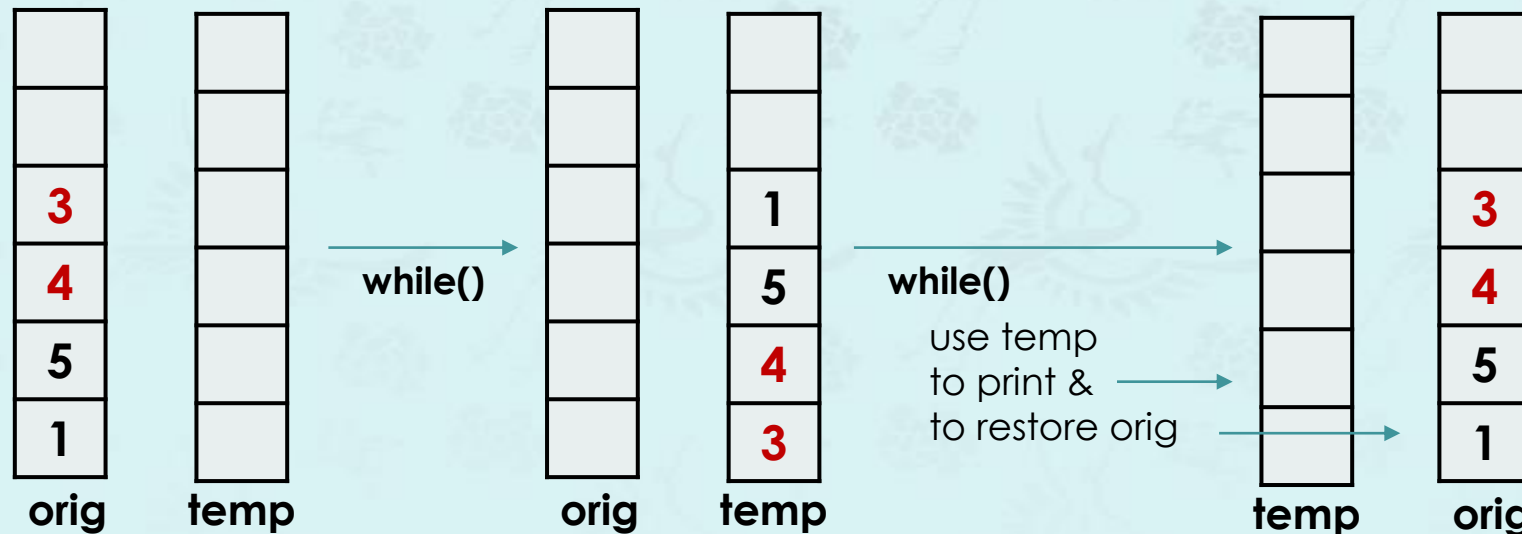 3
4
5
1
orig
temp
while()
orig
1
5
4
3
temp
while()
use temp
to print &
to restore orig
temp
3
4
5
1
orig